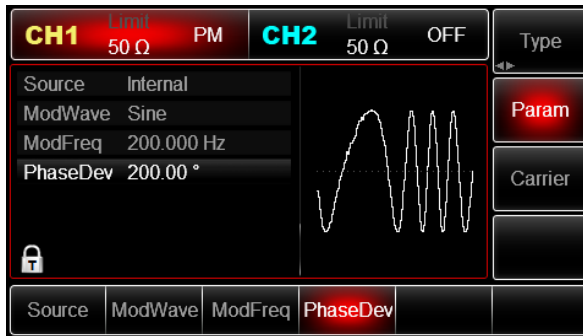 CH1 Limit 50 Ω PM CH2 Limit 50 Ω OFF
Type
Source Internal
ModWave Sine
ModFreq 200.000 Hz
PhaseDev 200.00 °
Param
Carrier
T
Source ModWave ModFreq PhaseDev